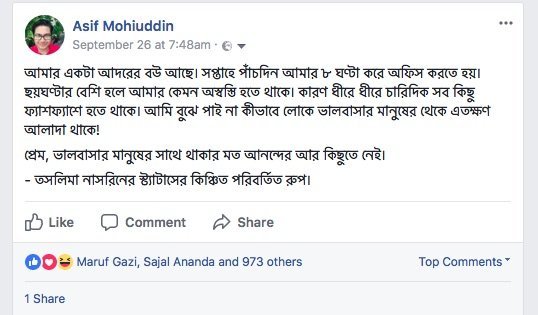 Asif Mohiuddin
September 26 at 7:48am ·
আমার একটা আদরের বউ আছে। সপ্তাহে পাঁচদিন আমার ৮ ঘণ্টা করে অফিস করতে হয়।
ছয়ঘণ্টার বেশি হলে আমার কেমন অস্বস্তি হতে থাকে। কারণ ধীরে ধীরে চারিদিক সব কিছু
ফ্যাশফ্যাশে হতে থাকে। আমি বুঝে পাই না কীভাবে লোকে ভালবাসার মানুষের থেকে এতক্ষণ
আলাদা থাকে!
প্রেম, ভালবাসার মানুষের সাথে থাকার মত আনন্দের আর কিছুতে নেই।
- তসলিমা নাসরিনের স্ট্যাটাসের কিঞ্চিত পরিবর্তিত রুপ।
Like Comment Share
Maruf Gazi, Sajal Ananda and 973 others Top Comments
1 Share